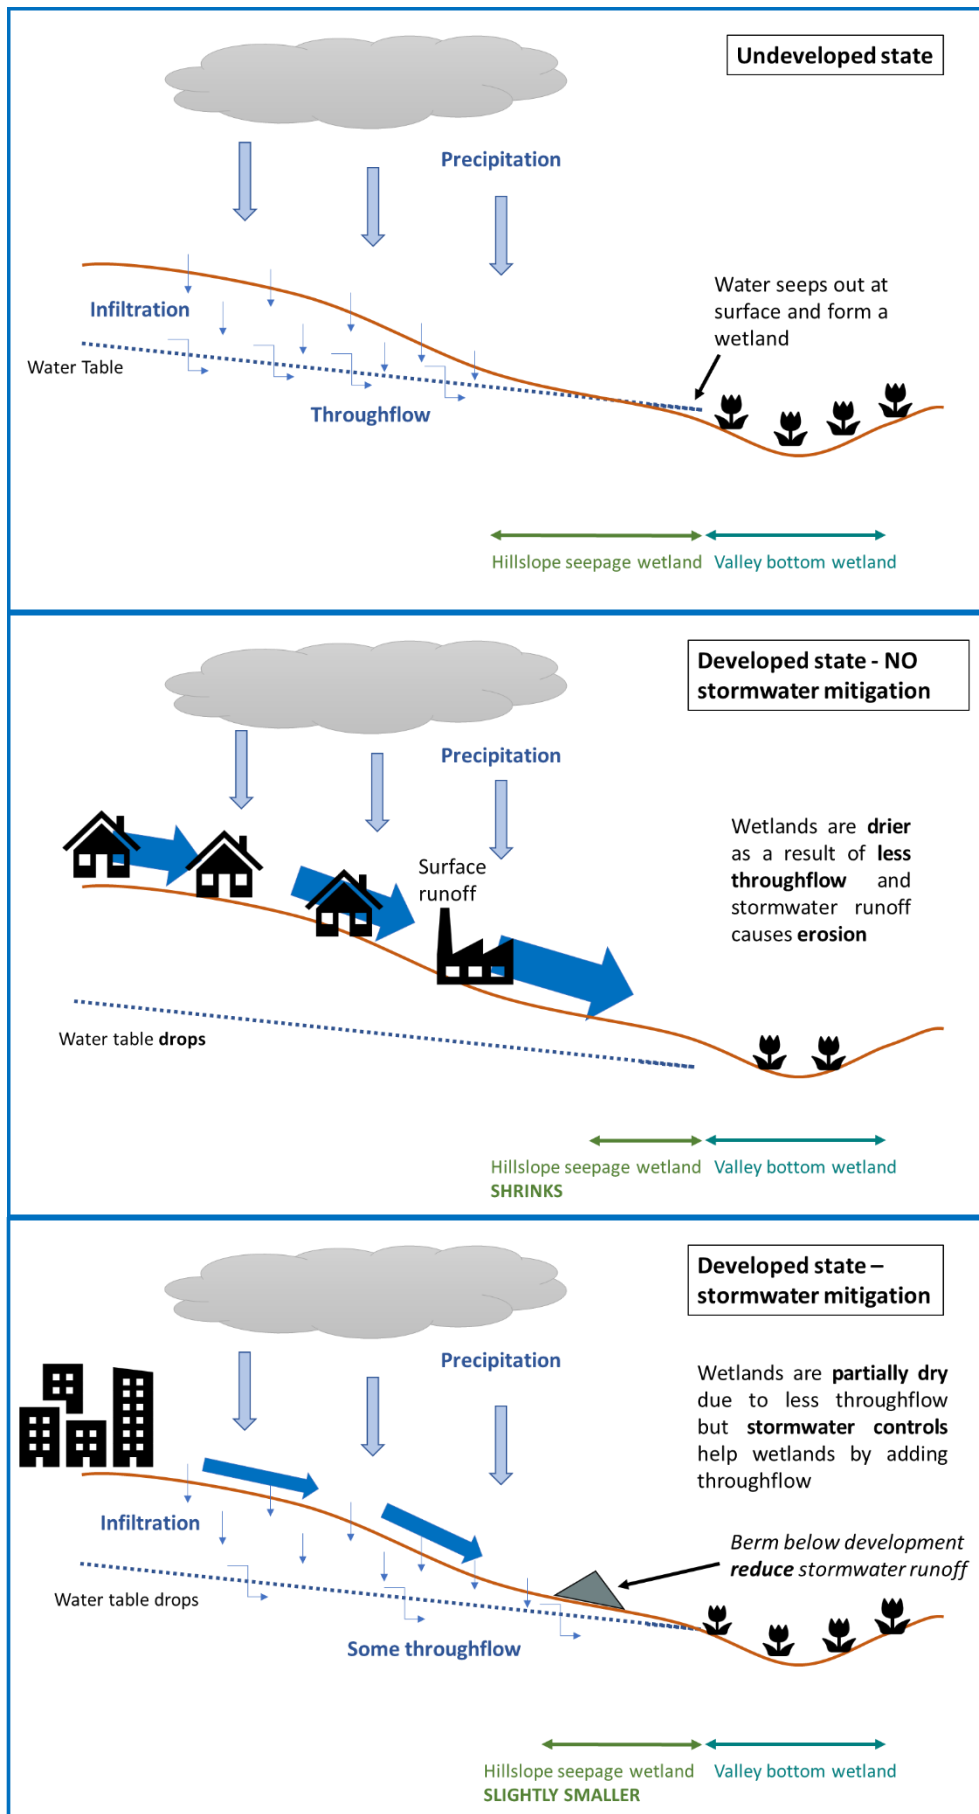 Undeveloped state
Precipitation
Infiltration
Water Table
Throughflow
Water seeps out at
surface and form a
wetland
Hillslope seepage wetland
Valley bottom wetland
Developed state - NO
stormwater mitigation
Precipitation
Surface
runoff
Wetlands are drier
as a result of less
throughflow and
stormwater runoff
causes erosion
Water table drops
Hillslope seepage wetland
SHRINKS
Valley bottom wetland
Developed state –
stormwater mitigation
Precipitation
Wetlands are partially dry
due to less throughflow
but stormwater controls
help wetlands by adding
throughflow
Infiltration
Berm below development
reduce stormwater runoff
Water table drops
Some throughflow
Hillslope seepage wetland
SLIGHTLY SMALLER
Valley bottom wetland